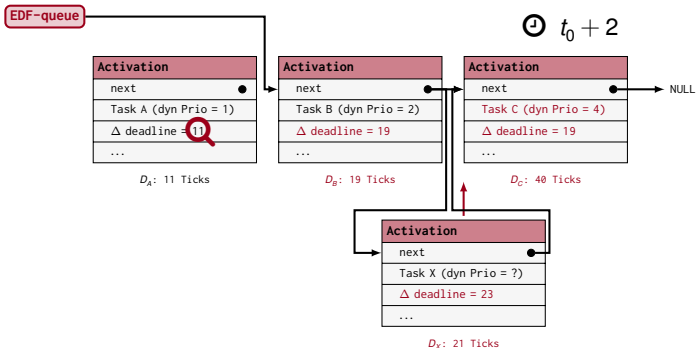 EDF-queue
t0 + 2
Activation
next
Task A (dyn Prio = 1)
Δ deadline = 11
...
DA: 11 Ticks
Activation
next
Task B (dyn Prio = 2)
Δ deadline = 19
...
DB: 19 Ticks
Activation
next
Task C (dyn Prio = 4)
Δ deadline = 19
...
DC: 40 Ticks
NULL
Activation
next
Task X (dyn Prio = ?)
Δ deadline = 23
...
DX: 21 Ticks